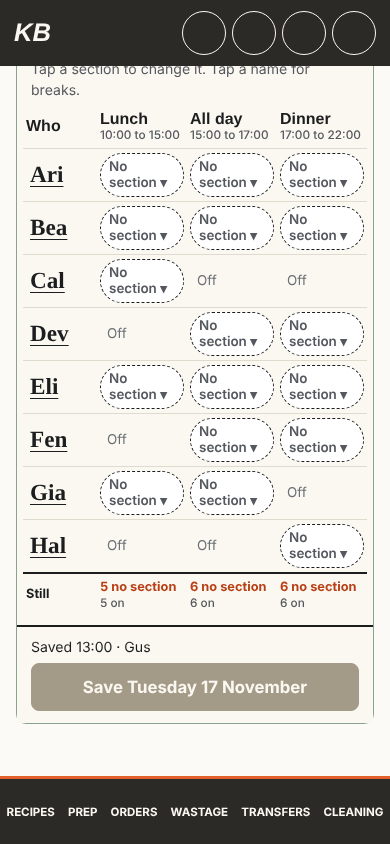 KB
Tap a section to change it. Tap a name for
breaks.
Who Lunch All day Dinner
10:00 to 15:00 15:00 to 17:00 17:00 to 22:00
Ari No section ▾ No section ▾ No section ▾
Bea No section ▾ No section ▾ No section ▾
Cal No section ▾ Off Off
Dev Off No section ▾ No section ▾
Eli No section ▾ No section ▾ No section ▾
Fen Off No section ▾ No section ▾
Gia No section ▾ No section ▾ Off
Hal Off Off No section ▾
Still 5 no section 6 no section 6 no section
5 on 6 on 6 on
Saved 13:00 · Gus
Save Tuesday 17 November
RECIPES PREP ORDERS WASTAGE TRANSFERS CLEANING